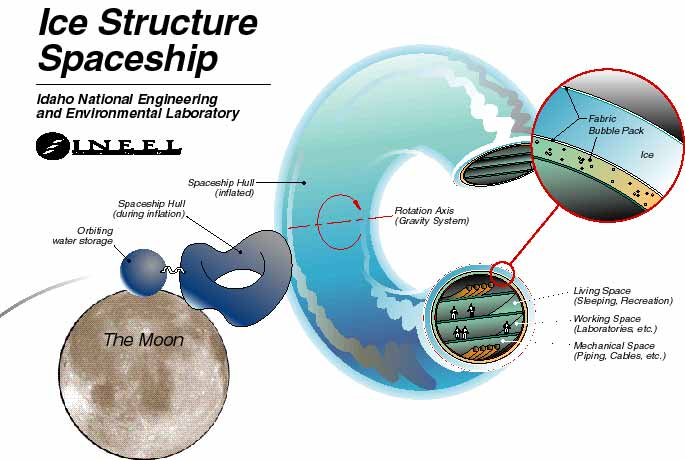 Ice Structure
Spaceship
Idaho National Engineering
and Environmental Laboratory
INEEL
Spaceship Hull
(inflated)
Spaceship Hull
(during inflation)
Orbiting
water storage
The Moon
Rotation Axis
(Gravity System)
Fabric
Bubble Pack
Ice
Living Space
(Sleeping, Recreation)
Working Space
(Laboratories, etc.)
Mechanical Space
(Piping, Cables, etc.)